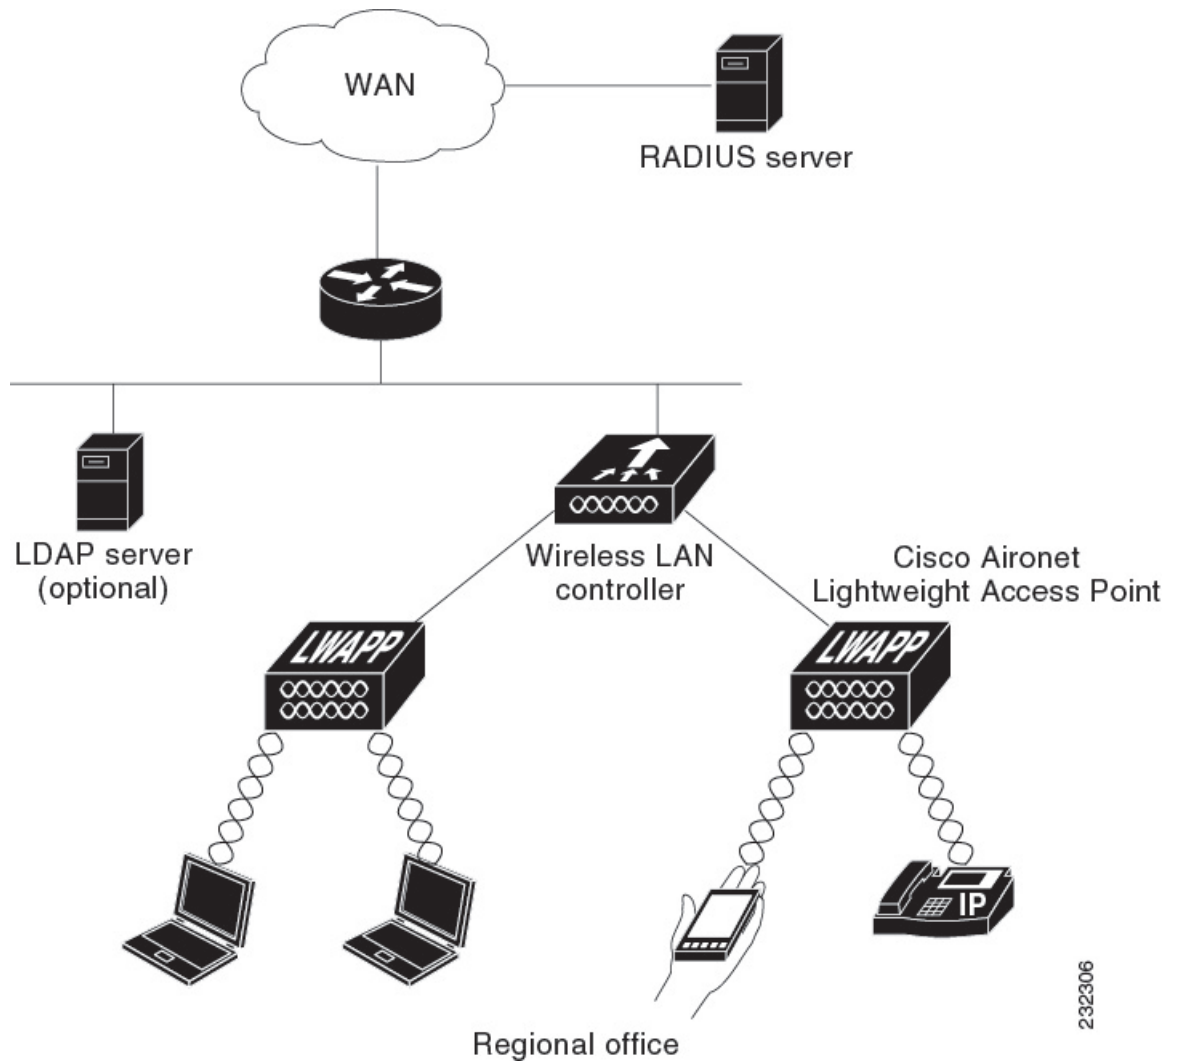 WAN
RADIUS server
LDAP server
(optional)
Wireless LAN
controller
Cisco Aironet
Lightweight Access Point
LWAPP
LWAPP
IP
232306
Regional office